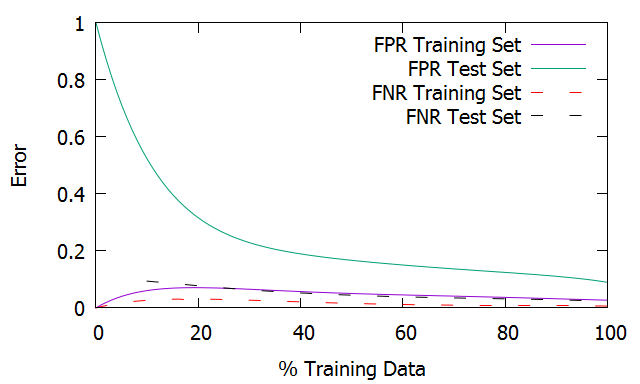 1
0.8
0.6
0.4
0.2
0
Error
FPR Training Set
FPR Test Set
FNR Training Set
FNR Test Set
0 20 40 60 80 100
% Training Data